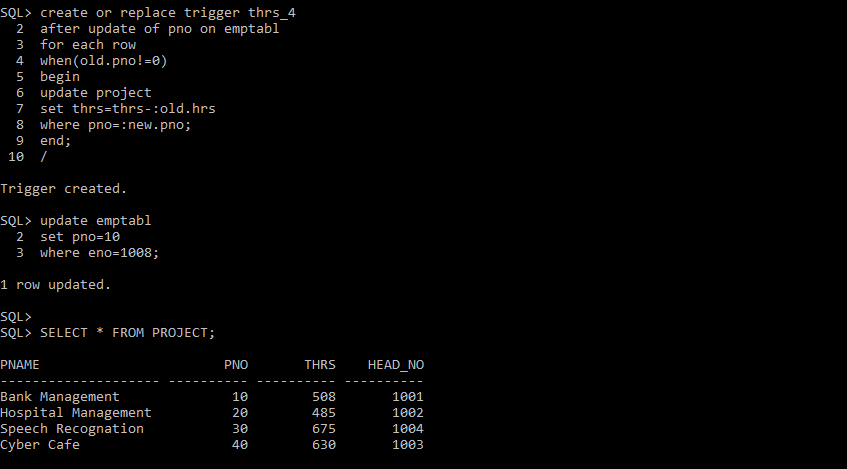 SQL> create or replace trigger thrs_4
  2  after update of pno on emptabl
  3  for each row
  4  when(old.pno!=0)
  5  begin
  6  update project
  7  set thrs=thrs-:old.hrs
  8  where pno=:new.pno;
  9  end;
 10  /
Trigger created.
SQL> update emptabl
  2  set pno=10
  3  where eno=1008;
1 row updated.
SQL>
SQL> SELECT * FROM PROJECT;
PNAME                       PNO       THRS    HEAD_NO
-------------------- ---------- ---------- ----------
Bank Management              10        508       1001
Hospital Management          20        485       1002
Speech Recognation           30        675       1004
Cyber Cafe                   40        630       1003